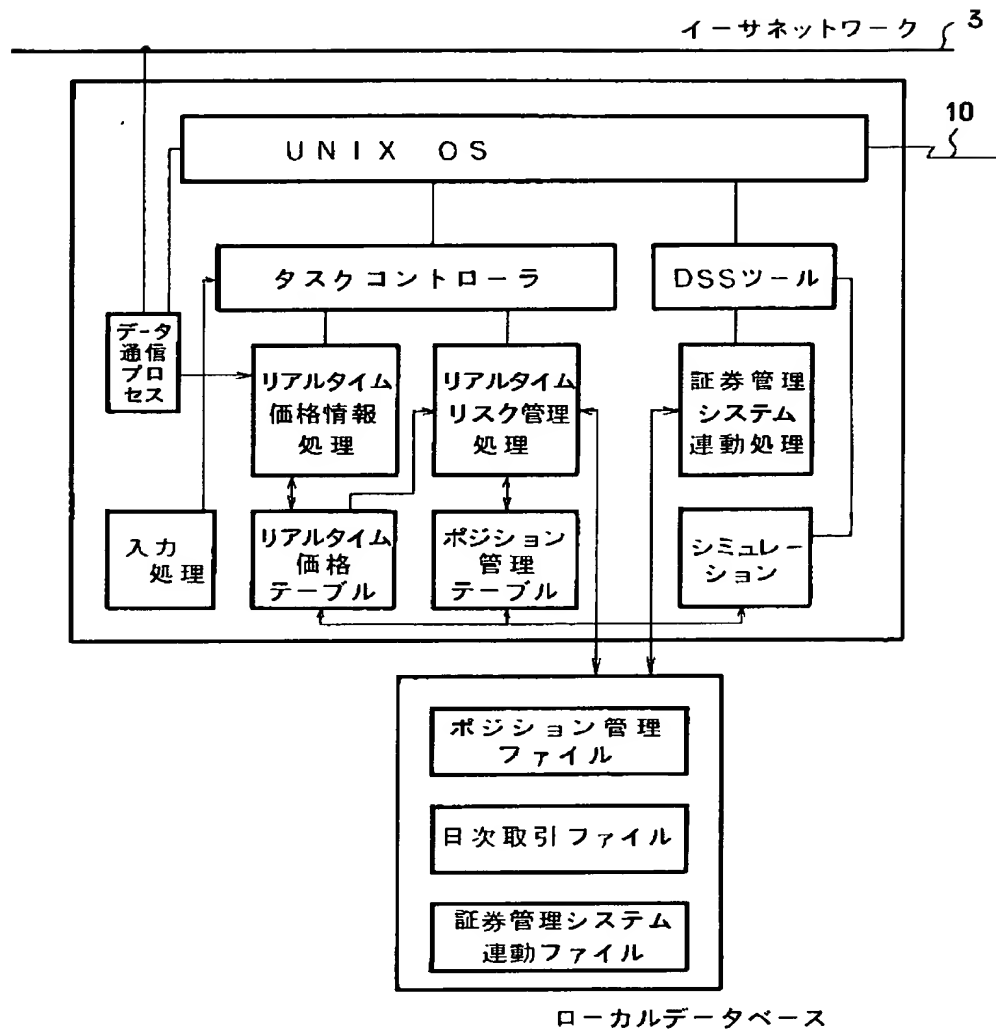 イーサネットワーク 3
10
UNIX OS
タスクコントローラ
DSSツール
データ
通信
プロ
セス
リアルタイム
価格情報
処理
リアルタイム
リスク管理
処理
証券管理
システム
連動処理
入力
処理
リアルタイム
価格
テーブル
ポジション
管理
テーブル
シミュレー
ション
ポジション管理
ファイル
日次取引ファイル
証券管理システム
連動ファイル
ローカルデータベース